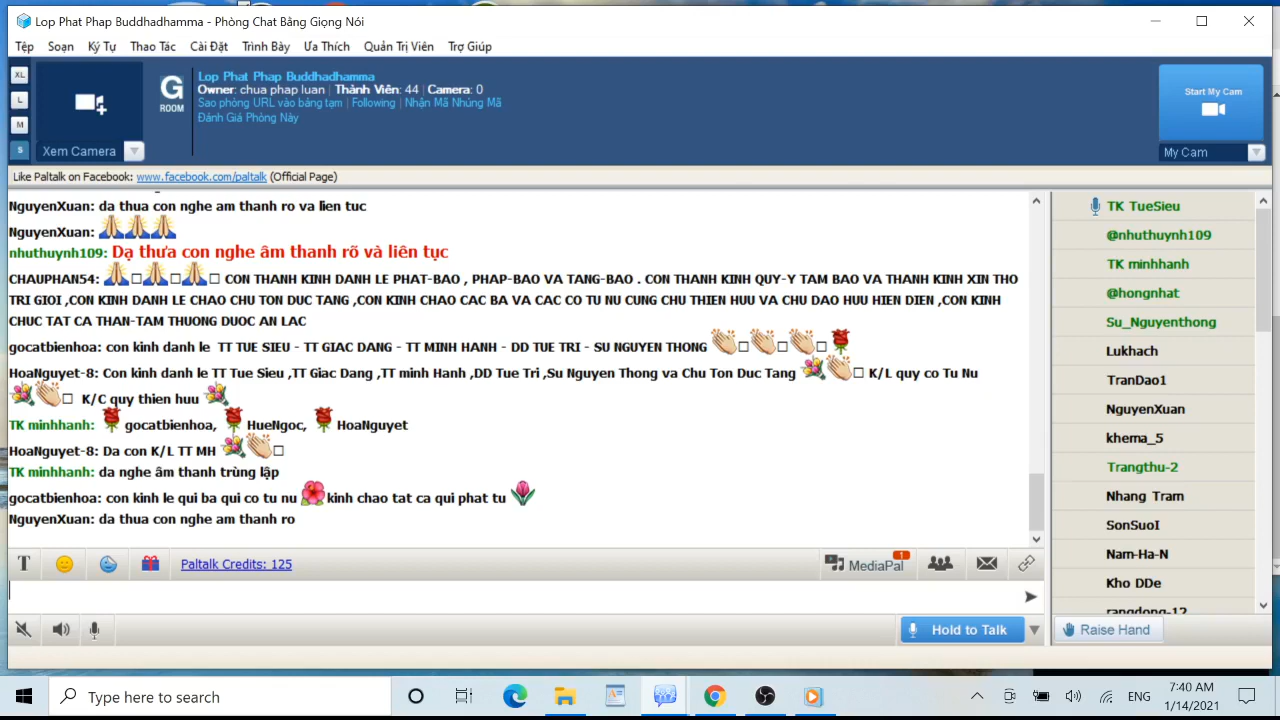 Lop Phat Phap Buddhadhamma - Phòng Chat Bằng Giọng Nói
Tệp Soạn Ký Tự Thao Tác Cài Đặt Trình Bày Ưa Thích Quản Trị Viên Trợ Giúp
XL
L
M
S
Xem Camera
G
ROOM
Lop Phat Phap Buddhadhamma
Owner: chua phap luan | Thành Viên: 44 | Camera: 0
Sao phòng URL vào bảng tạm | Following | Nhận Mã Nhúng Mã
Đánh Giá Phòng Này
Start My Cam
My Cam
Like Paltalk on Facebook: www.facebook.com/paltalk (Official Page)
NguyenXuan: da thua con nghe am thanh ro va lien tuc
NguyenXuan:
nhuthuynh109: Dạ thưa con nghe âm thanh rõ và liên tục
CHAUPHAN54: CON THANH KINH DANH LE PHAT-BAO , PHAP-BAO VA TANG-BAO . CON THANH KINH QUY-Y TAM BAO VA THANH KINH XIN THO
TRI GIOI ,CON KINH DANH LE CHAO CHU TON DUC TANG ,CON KINH CHAO CAC BA VA CAC CO TU NU CUNG CHU THIEN HUU VA CHU DAO HUU HIEN DIEN ,CON KINH
CHUC TAT CA THAN-TAM THUONG DUOC AN LAC
gocatbienhoa: con kinh danh le TT TUE SIEU - TT GIAC DANG - TT MINH HANH - DD TUE TRI - SU NGUYEN THONG
HoaNguyet-8: Con kinh danh le TT Tue Sieu ,TT Giac Dang ,TT minh Hanh ,DD Tue Tri ,Su Nguyen Thong va Chu Ton Duc Tang K/L quy co Tu Nu
K/C quy thien huu
TK minhhanh: gocatbienhoa, HueNgoc, HoaNguyet
HoaNguyet-8: Da con K/L TT MH
TK minhhanh: da nghe âm thanh trùng lập
gocatbienhoa: con kinh le qui ba qui co tu nu kinh chao tat ca qui phat tu
NguyenXuan: da thua con nghe am thanh ro
TK TueSieu
@nhuthuynh109
TK minhhanh
@hongnhat
Su_Nguyenthong
Lukhach
TranDao1
NguyenXuan
khema_5
Trangthu-2
Nhang Tram
SonSuoI
Nam-Ha-N
Kho DDe
rangdong-12
T Paltalk Credits: 125 MediaPal 1
Hold to Talk
Raise Hand
Type here to search
ENG
7:40 AM
1/14/2021